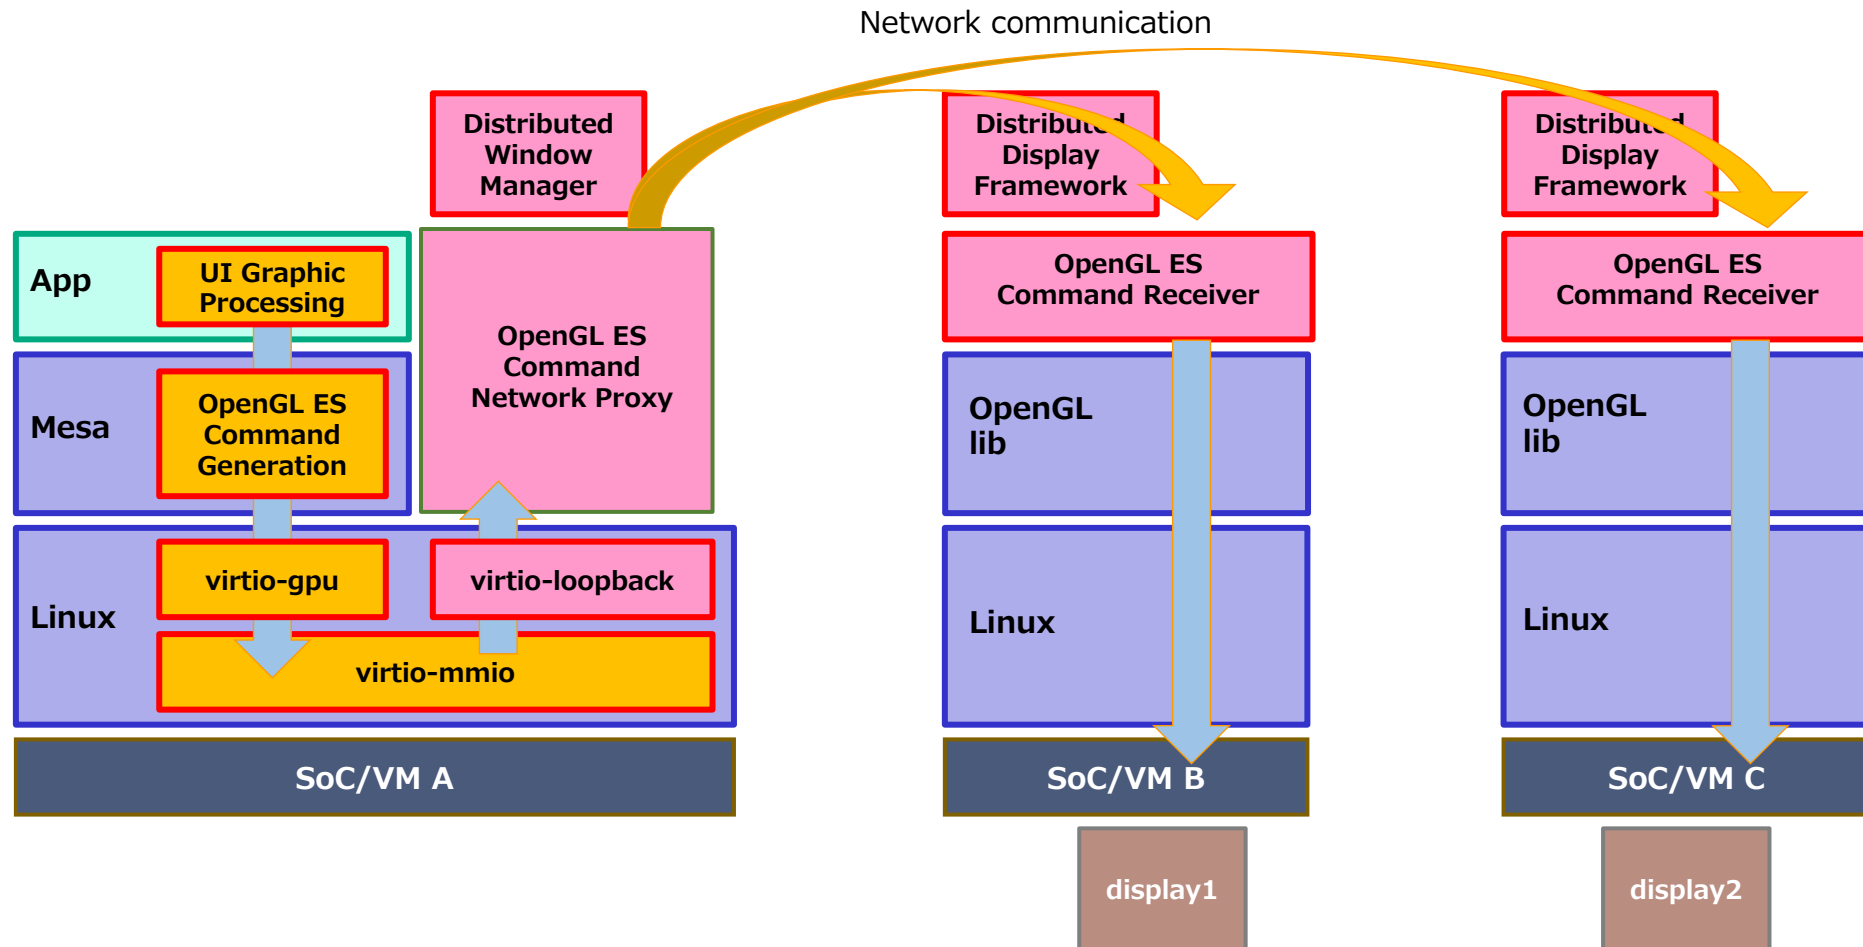 Network communication
Distributed
Window
Manager
Distributed
Display
Framework
Distributed
Display
Framework
App
UI Graphic
Processing
OpenGL ES
Command
Network Proxy
OpenGL ES
Command Receiver
OpenGL ES
Command Receiver
Mesa
OpenGL ES
Command
Generation
OpenGL
lib
OpenGL
lib
Linux
virtio-gpu
virtio-loopback
virtio-mmio
Linux
Linux
SoC/VM A
SoC/VM B
SoC/VM C
display1
display2